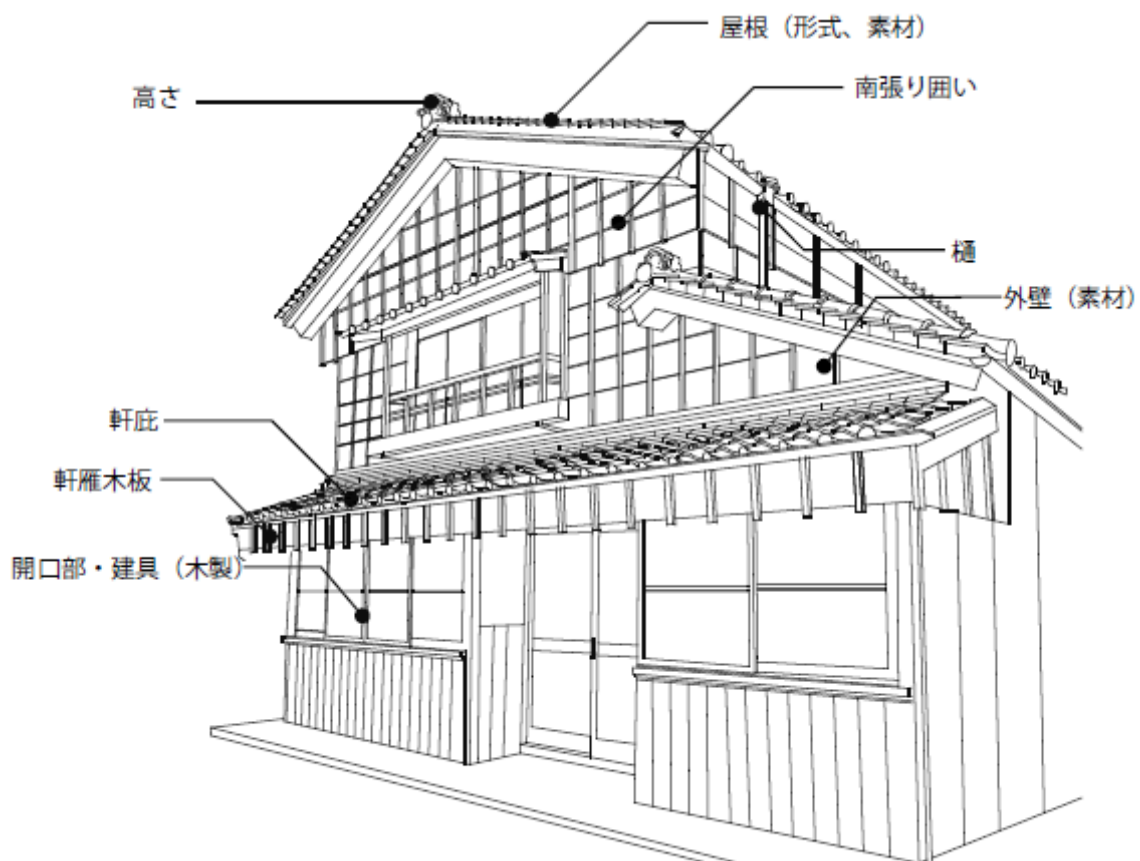 屋根（形式、素材）
南張り囲い
高さ
樋
外壁（素材）
軒庇
軒雁木板
開口部・建具（木製）